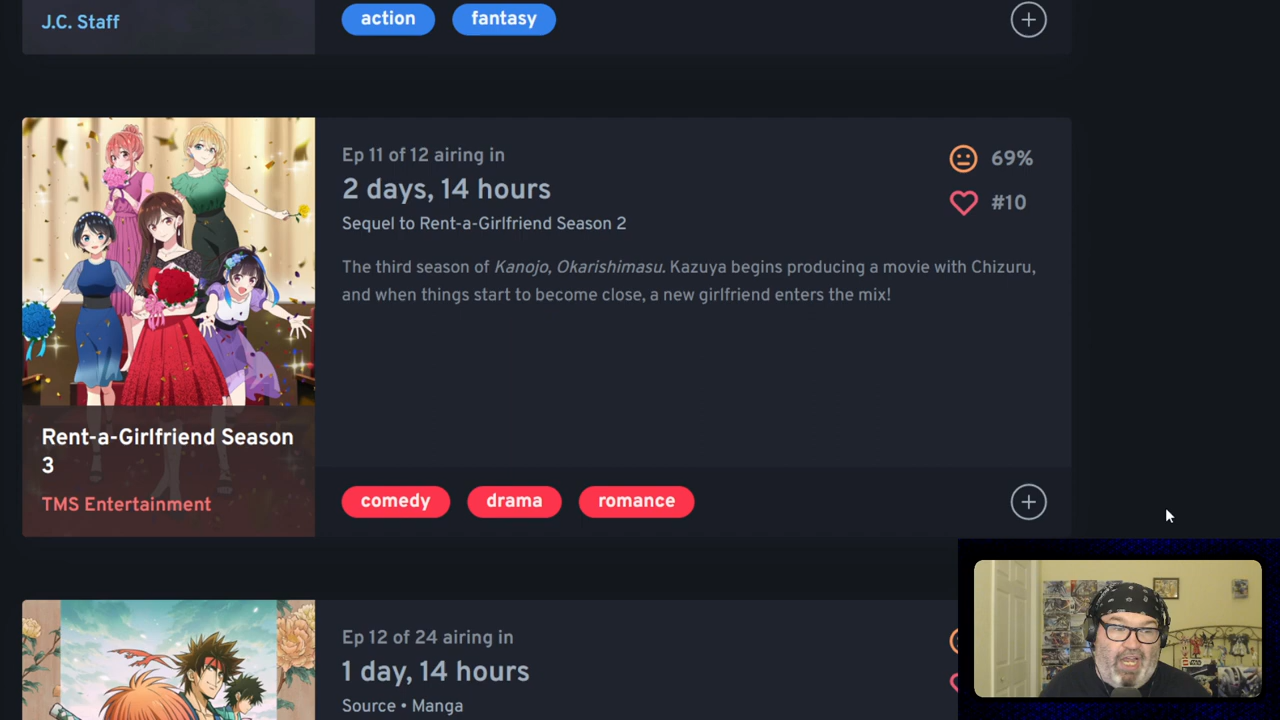 J.C. Staff
action
fantasy
Ep 11 of 12 airing in
69%
2 days, 14 hours
#10
Sequel to Rent-a-Girlfriend Season 2
The third season of Kanojo, Okarishimasu. Kazuya begins producing a movie with Chizuru,
and when things start to become close, a new girlfriend enters the mix!
Rent-a-Girlfriend Season
3
TMS Entertainment
comedy
drama
romance
Ep 12 of 24 airing in
1 day, 14 hours
Source • Manga